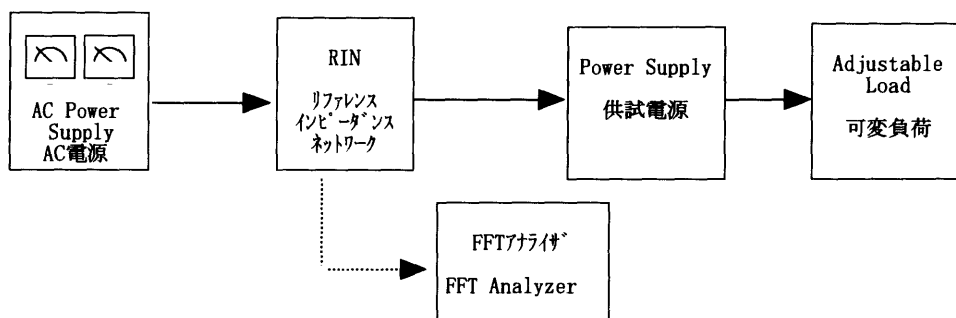 AC Power
Supply
AC電源
RIN
リファレンス
インピーダンス
ネットワーク
Power Supply
供試電源
Adjustable
Load
可変負荷
FFTアナライザ
FFT Analyzer